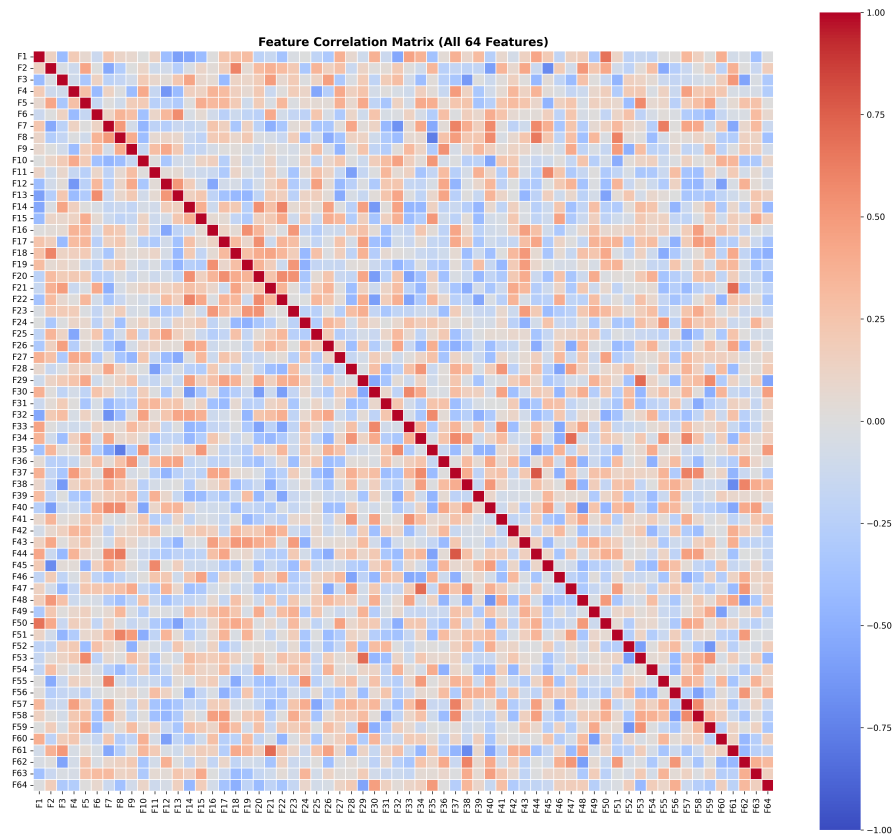 Feature Correlation Matrix (All 64 Features)
F1
F2
F3
F4
F5
F6
F7
F8
F9
F10
F11
F12
F13
F14
F15
F16
F17
F18
F19
F20
F21
F22
F23
F24
F25
F26
F27
F28
F29
F30
F31
F32
F33
F34
F35
F36
F37
F38
F39
F40
F41
F42
F43
F44
F45
F46
F47
F48
F49
F50
F51
F52
F53
F54
F55
F56
F57
F58
F59
F60
F61
F62
F63
F64
F1 F2 F3 F4 F5 F6 F7 F8 F9 F10 F11 F12 F13 F14 F15 F16 F17 F18 F19 F20 F21 F22 F23 F24 F25 F26 F27 F28 F29 F30 F31 F32 F33 F34 F35 F36 F37 F38 F39 F40 F41 F42 F43 F44 F45 F46 F47 F48 F49 F50 F51 F52 F53 F54 F55 F56 F57 F58 F59 F60 F61 F62 F63 F64
1.00
0.75
0.50
0.25
0.00
−0.25
−0.50
−0.75
−1.00